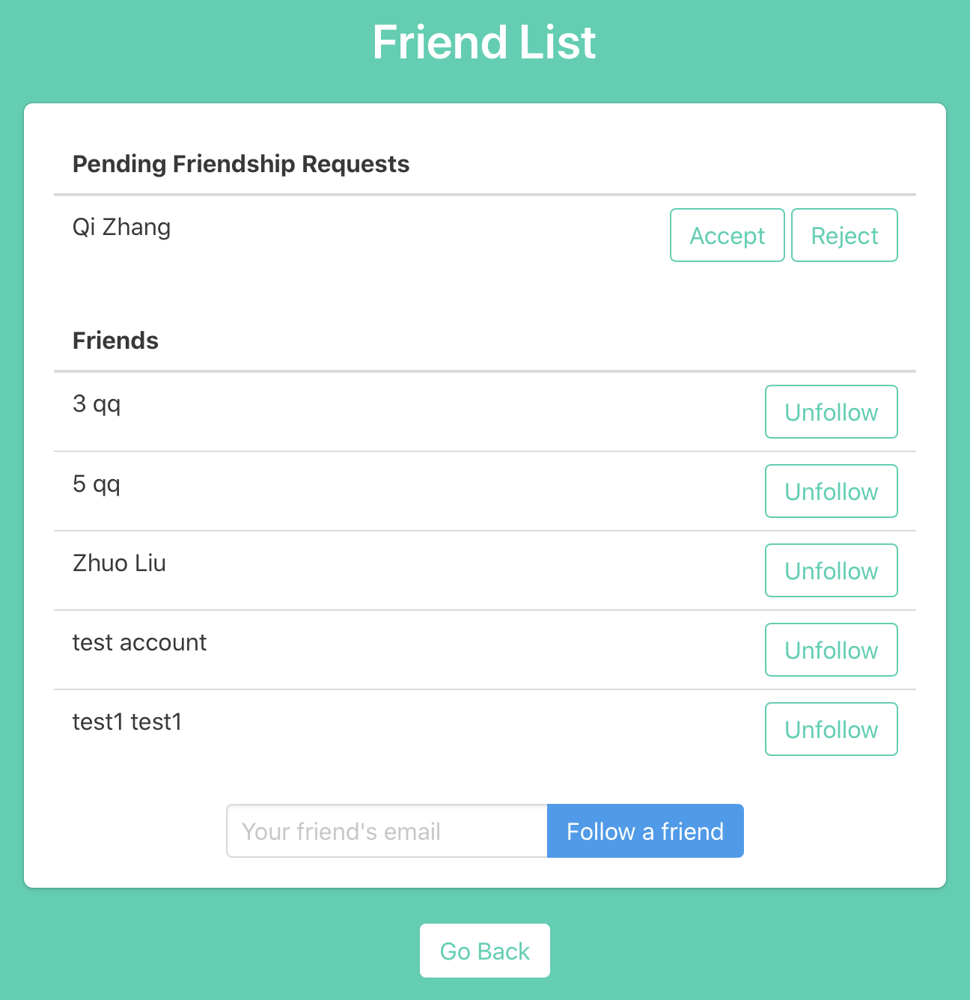 Friend List
Pending Friendship Requests
Qi Zhang Accept Reject
Friends
3 qq Unfollow
5 qq Unfollow
Zhuo Liu Unfollow
test account Unfollow
test1 test1 Unfollow
Your friend's email Follow a friend
Go Back